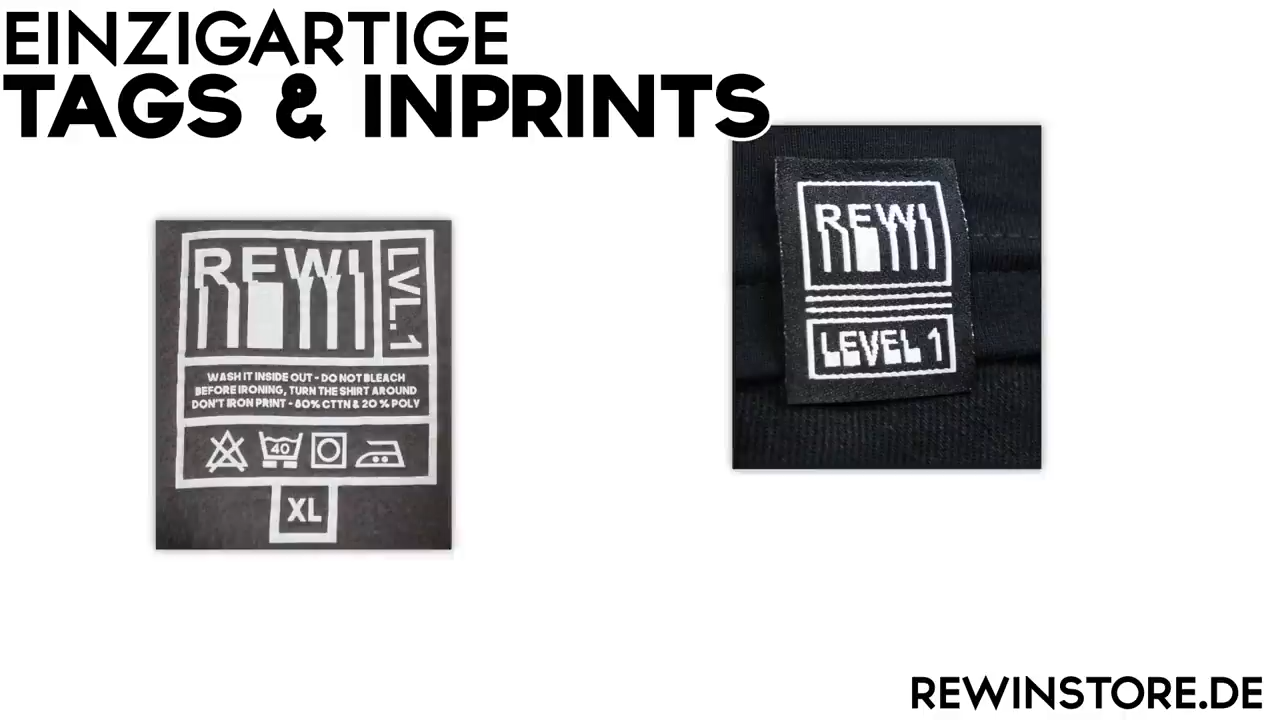 EINZIGARTIGE
TAGS & INPRINTS
REWI
LVL.1
WASH IT INSIDE OUT - DO NOT BLEACH
BEFORE IRONING, TURN THE SHIRT AROUND
DON'T IRON PRINT - 80% CTTN & 20 % POLY
40
XL
REWI
LEVEL 1
REWINSTORE.DE